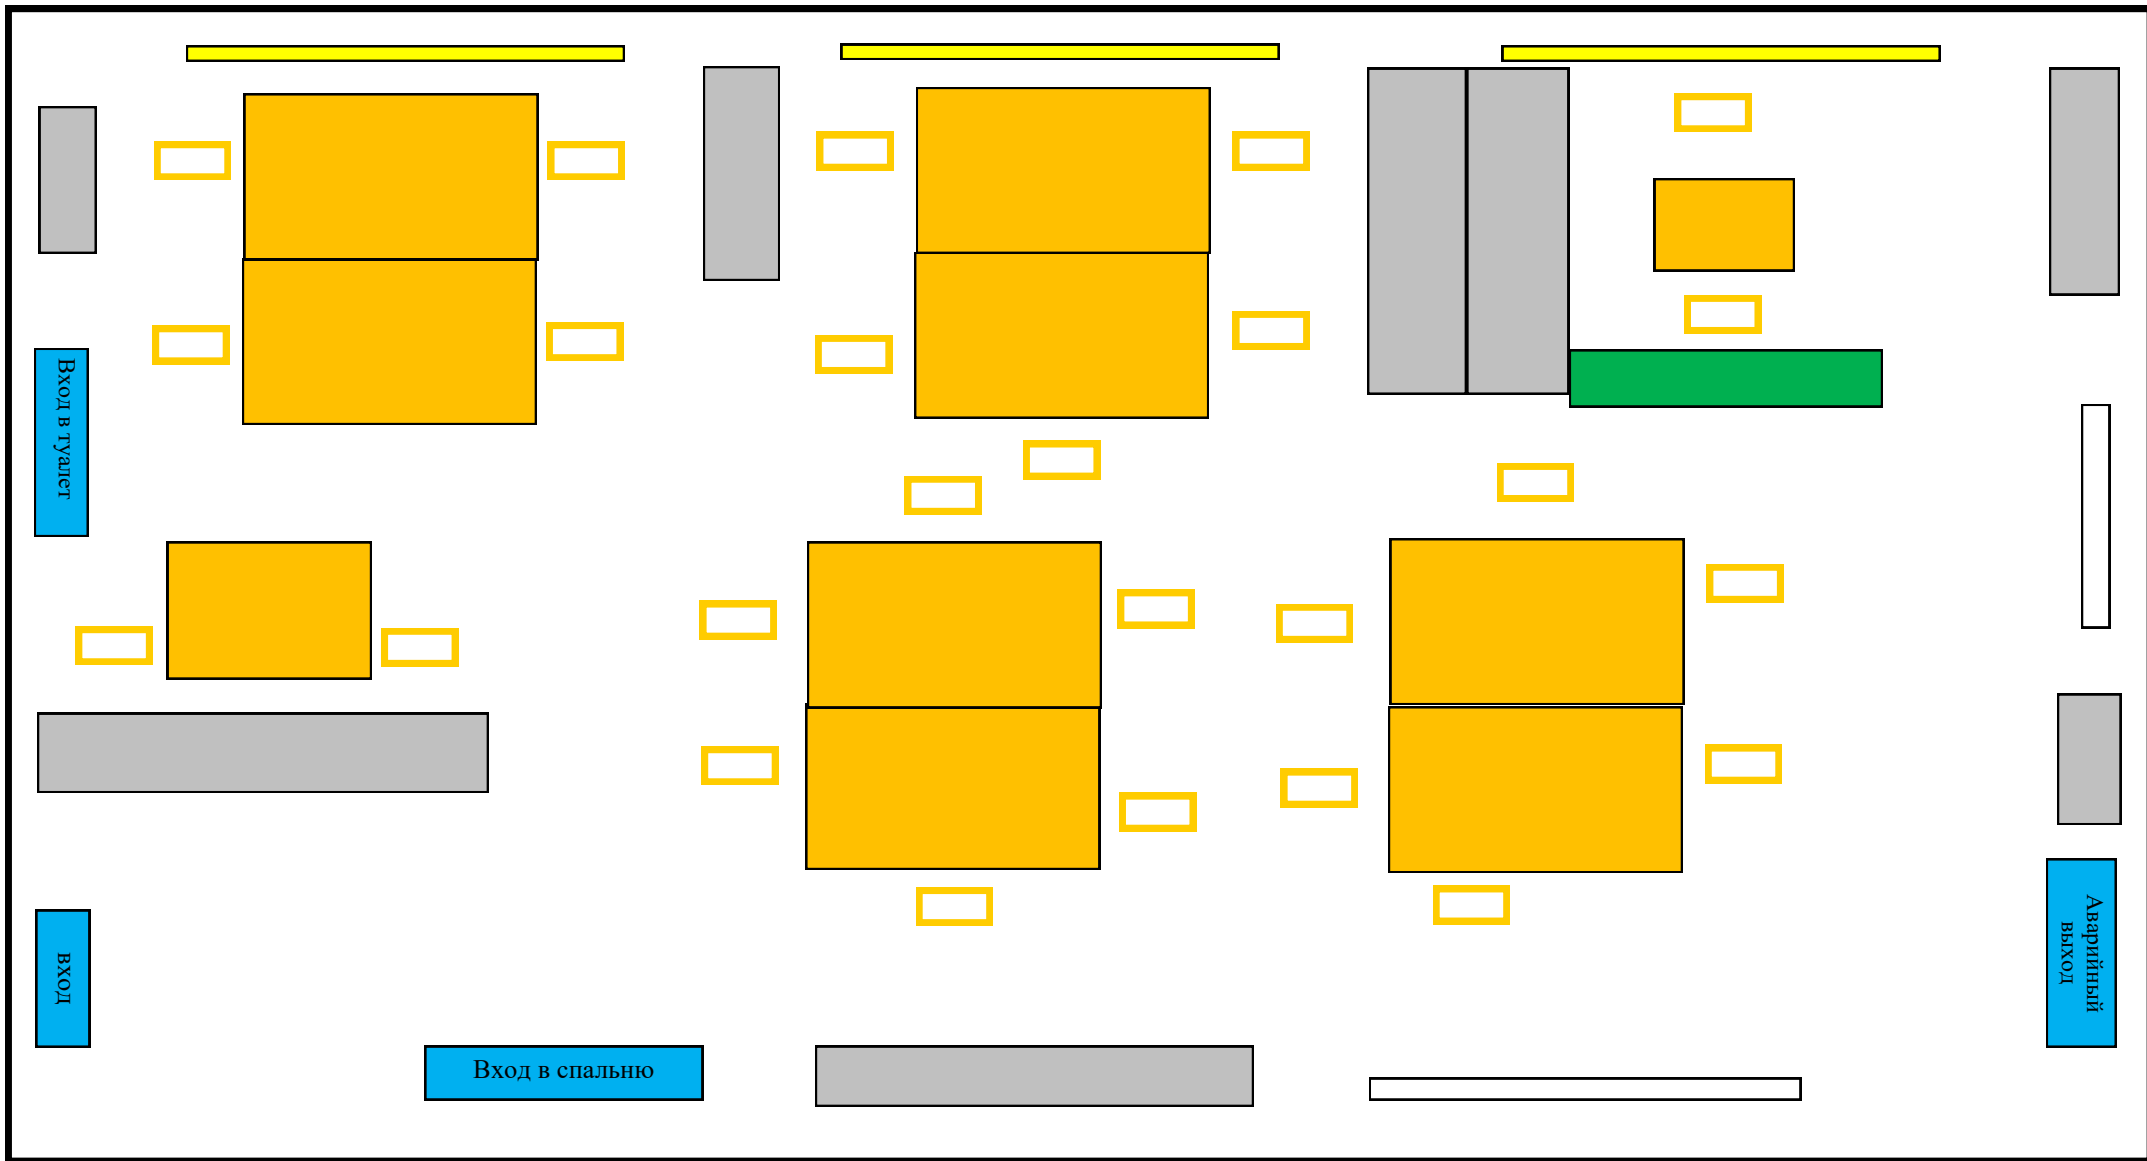 Вход в туалет
вход
Вход в спальню
Аварийный
выход